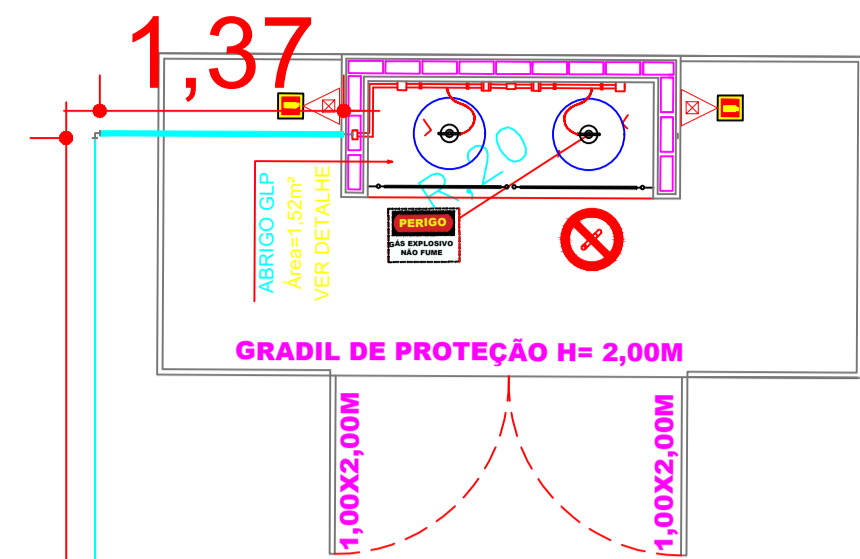 1,37
R,20
ABRIGO GLP
Área=1,52m²
VER DETALHE
PERIGO
GÁS EXPLOSIVO
NÃO FUME
GRADIL DE PROTEÇÃO H= 2,00M
1,00X2,00M
1,00X2,00M